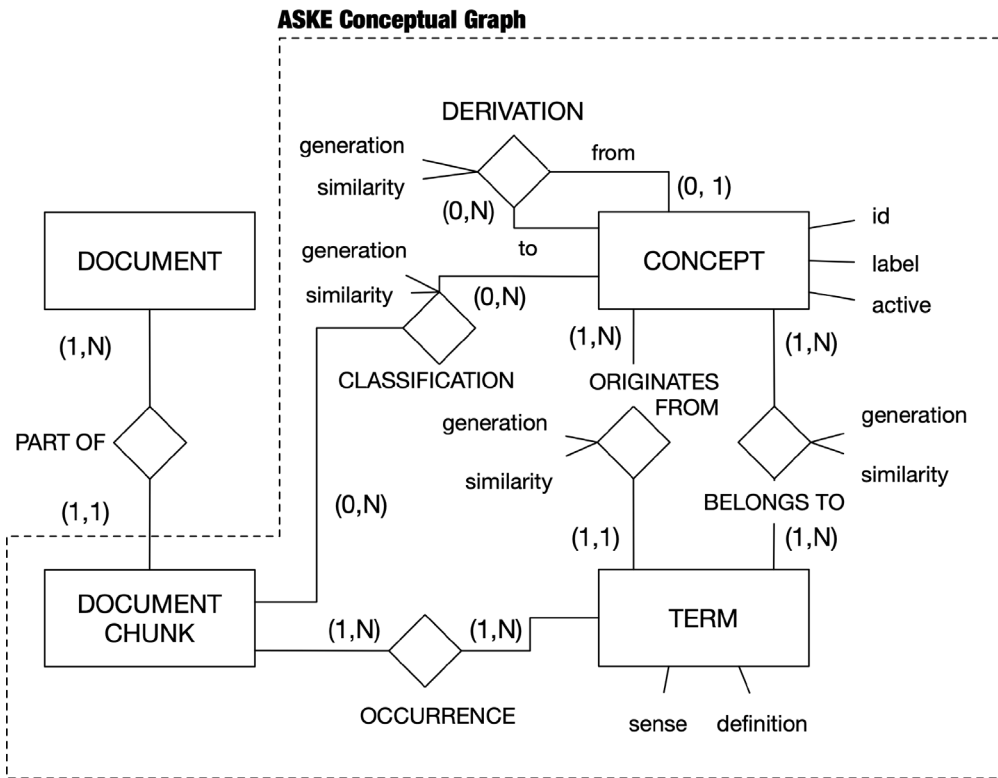 ASKE Conceptual Graph
DERIVATION
generation
similarity
from
(0, 1)
(0,N)
to
DOCUMENT
CONCEPT
id
label
active
generation
similarity
(0,N)
CLASSIFICATION
(1,N)
(1,N)
(1,N)
ORIGINATES
FROM
generation
similarity
generation
similarity
PART OF
BELONGS TO
(1,1)
(0,N)
(1,1)
(1,N)
DOCUMENT
CHUNK
TERM
(1,N)
(1,N)
OCCURRENCE
sense
definition